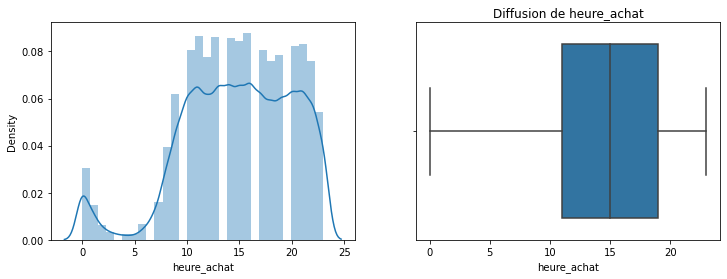 Diffusion de heure_achat
0.08
0.06
0.04
0.02
0.00
Density
0 5 10 15 20 25
heure_achat
0 5 10 15 20
heure_achat